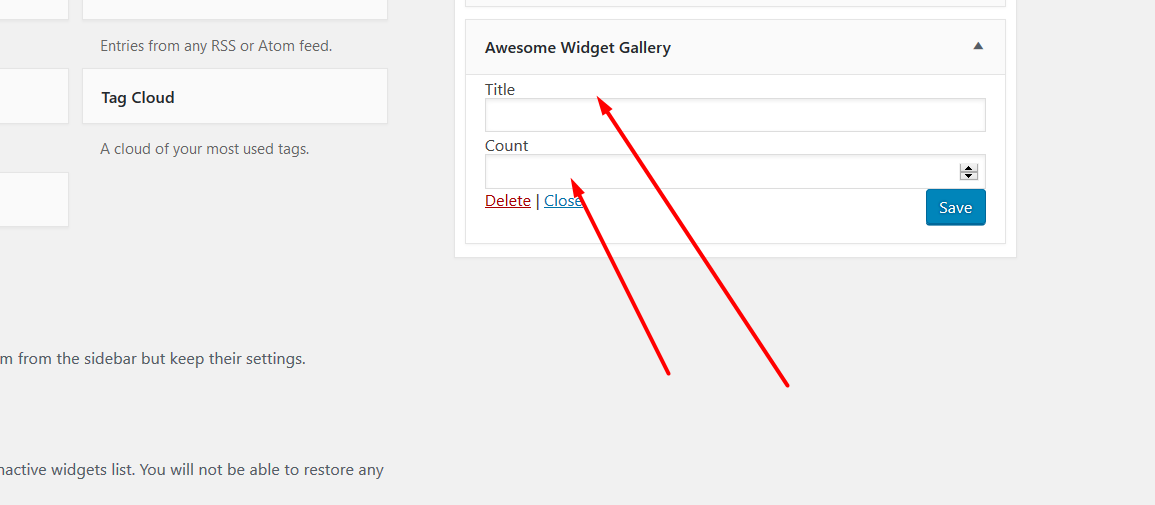 Entries from any RSS or Atom feed.
Tag Cloud
A cloud of your most used tags.
Awesome Widget Gallery
Title
Count
Delete | Close
Save
m from the sidebar but keep their settings.
nactive widgets list. You will not be able to restore any